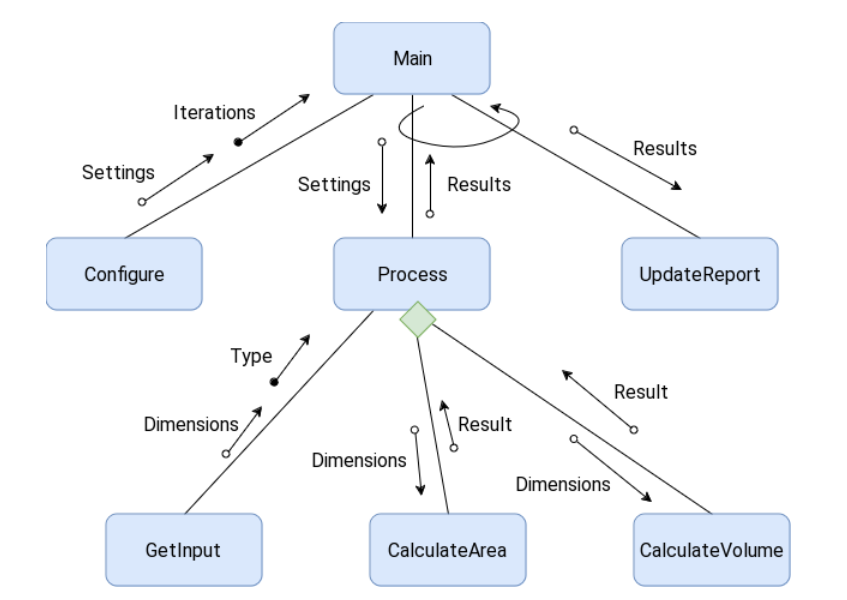 Main
Iterations
Settings
Settings
Results
Results
Configure
Process
UpdateReport
Type
Dimensions
Dimensions
Result
Result
Dimensions
GetInput
CalculateArea
CalculateVolume